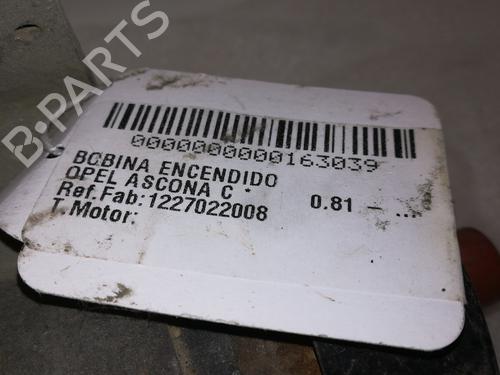 B-PARTS
0000000000163039
BOBINA ENCENDIDO
OPEL ASCONA C * 0.81 - ...
Ref.Fab:1227022008
T.Motor: